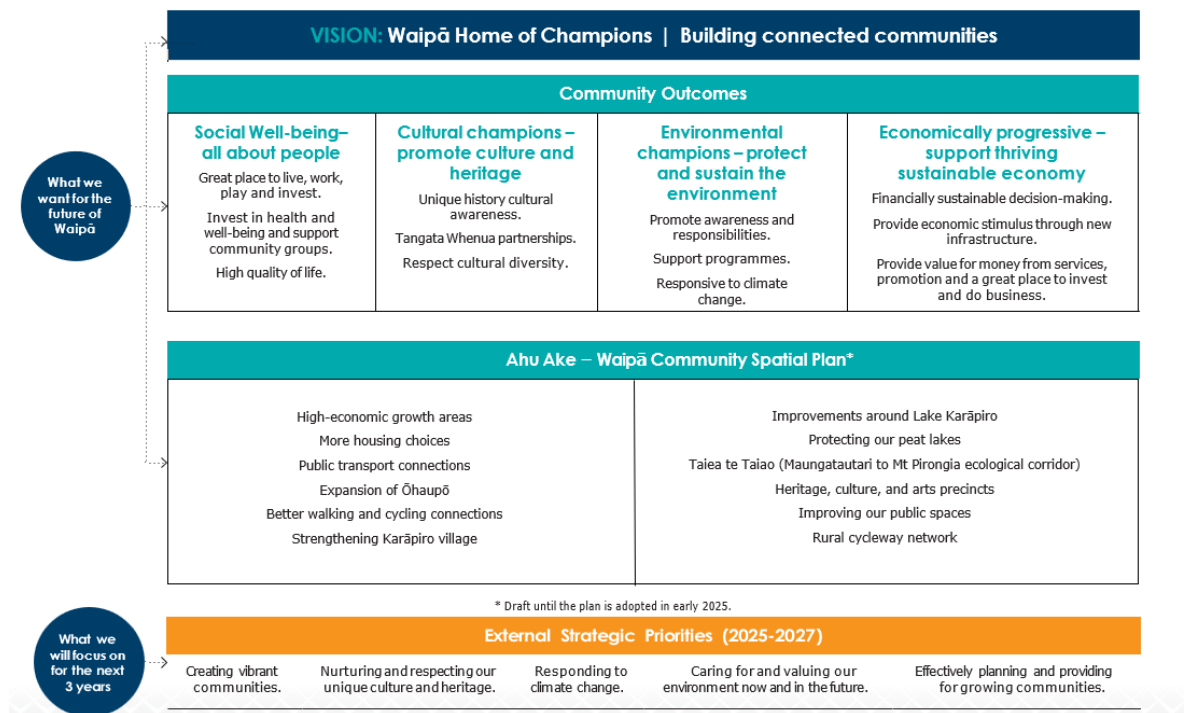 VISION: Waipā Home of Champions | Building connected communities
What we
want for the
future of
Waipā
Community Outcomes
Social Well-being–
all about people
Great place to live, work,
play and invest.
Invest in health and
well-being and support
community groups.
High quality of life.
Cultural champions –
promote culture and
heritage
Unique history cultural
awareness.
Tangata Whenua partnerships.
Respect cultural diversity.
Environmental
champions – protect
and sustain the
environment
Promote awareness and
responsibilities.
Support programmes.
Responsive to climate
change.
Economically progressive –
support thriving
sustainable economy
Financially sustainable decision-making.
Provide economic stimulus through new
infrastructure.
Provide value for money from services,
promotion and a great place to invest
and do business.
Ahu Ake – Waipā Community Spatial Plan*
High-economic growth areas
More housing choices
Public transport connections
Expansion of Ōhaupō
Better walking and cycling connections
Strengthening Karāpiro village
Improvements around Lake Karāpiro
Protecting our peat lakes
Taiea te Taiao (Maungatautari to Mt Pirongia ecological corridor)
Heritage, culture, and arts precincts
Improving our public spaces
Rural cycleway network
* Draft until the plan is adopted in early 2025.
What we
will focus on
for the next
3 years
External Strategic Priorities (2025-2027)
Creating vibrant
communities.
Nurturing and respecting our
unique culture and heritage.
Responding to
climate change.
Caring for and valuing our
environment now and in the future.
Effectively planning and providing
for growing communities.